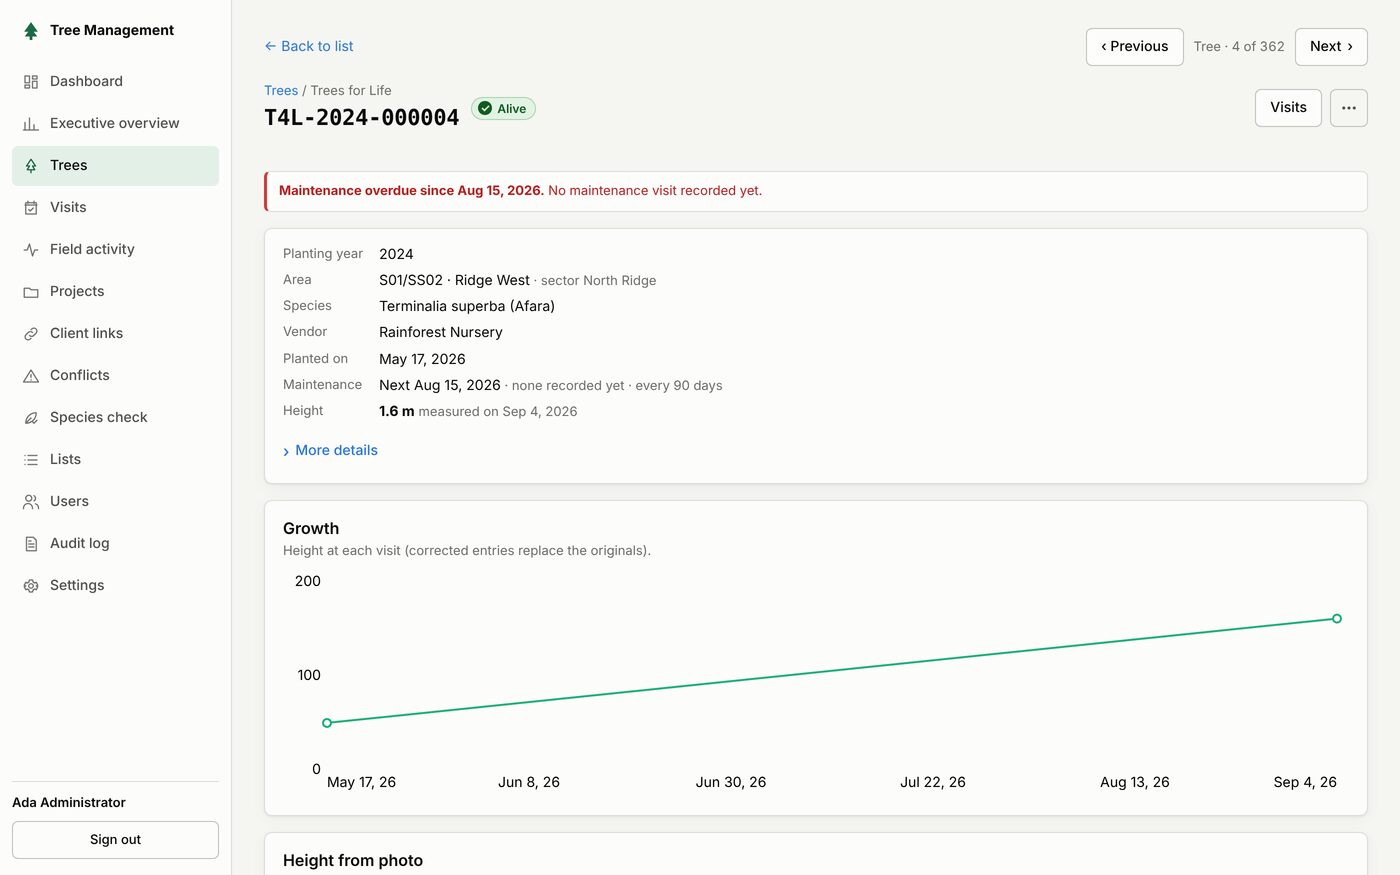 Tree Management
Dashboard
Executive overview
Trees
Visits
Field activity
Projects
Client links
Conflicts
Species check
Lists
Users
Audit log
Settings
Ada Administrator
Sign out
← Back to list
‹ Previous
Tree · 4 of 362
Next ›
Trees / Trees for Life
T4L-2024-000004
Alive
Visits
···
Maintenance overdue since Aug 15, 2026. No maintenance visit recorded yet.
Planting year 2024
Area S01/SS02 · Ridge West · sector North Ridge
Species Terminalia superba (Afara)
Vendor Rainforest Nursery
Planted on May 17, 2026
Maintenance Next Aug 15, 2026 · none recorded yet · every 90 days
Height 1.6 m measured on Sep 4, 2026
› More details
Growth
Height at each visit (corrected entries replace the originals).
200
100
0
May 17, 26 Jun 8, 26 Jun 30, 26 Jul 22, 26 Aug 13, 26 Sep 4, 26
Height from photo